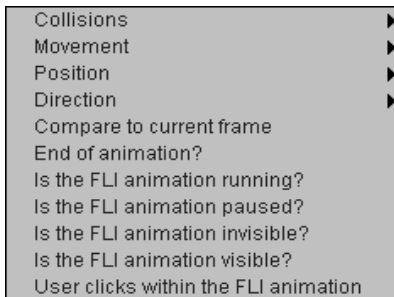 Collisions
Movement
Position
Direction
Compare to current frame
End of animation?
Is the FLI animation running?
Is the FLI animation paused?
Is the FLI animation invisible?
Is the FLI animation visible?
User clicks within the FLI animation